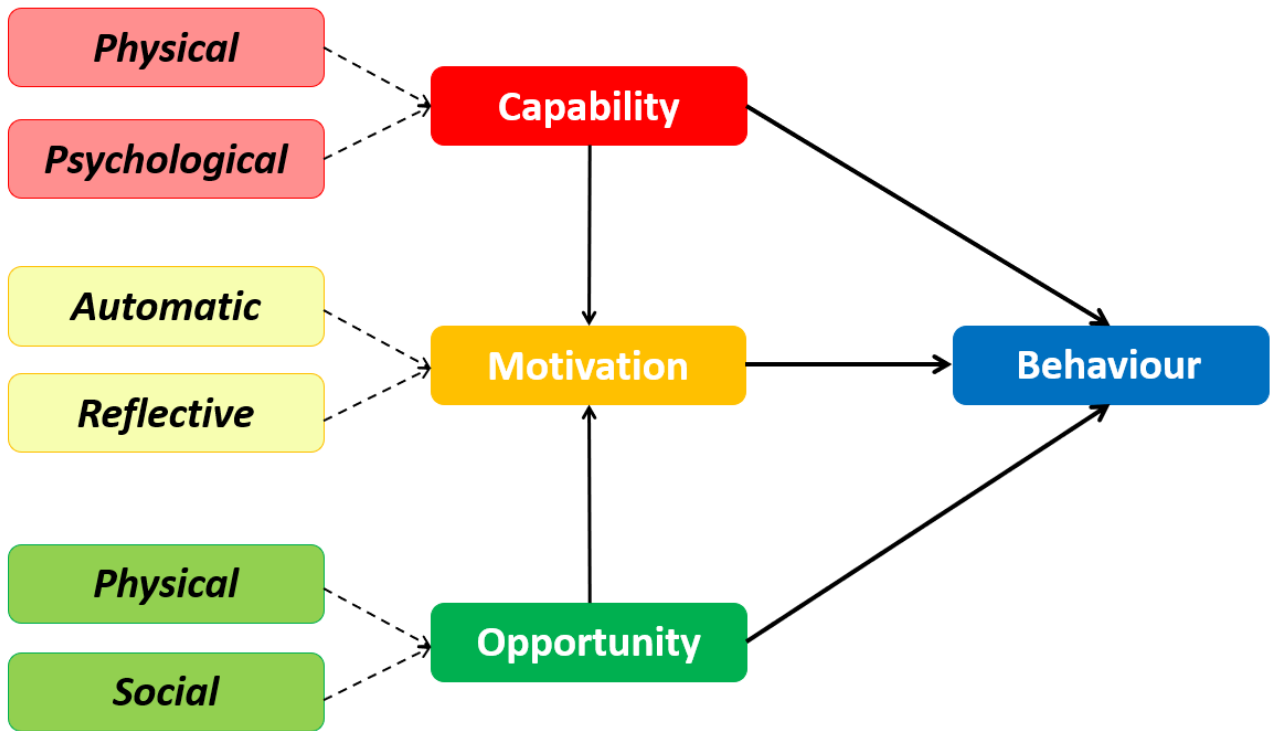 Physical
Capability
Psychological
Automatic
Motivation
Behaviour
Reflective
Physical
Opportunity
Social